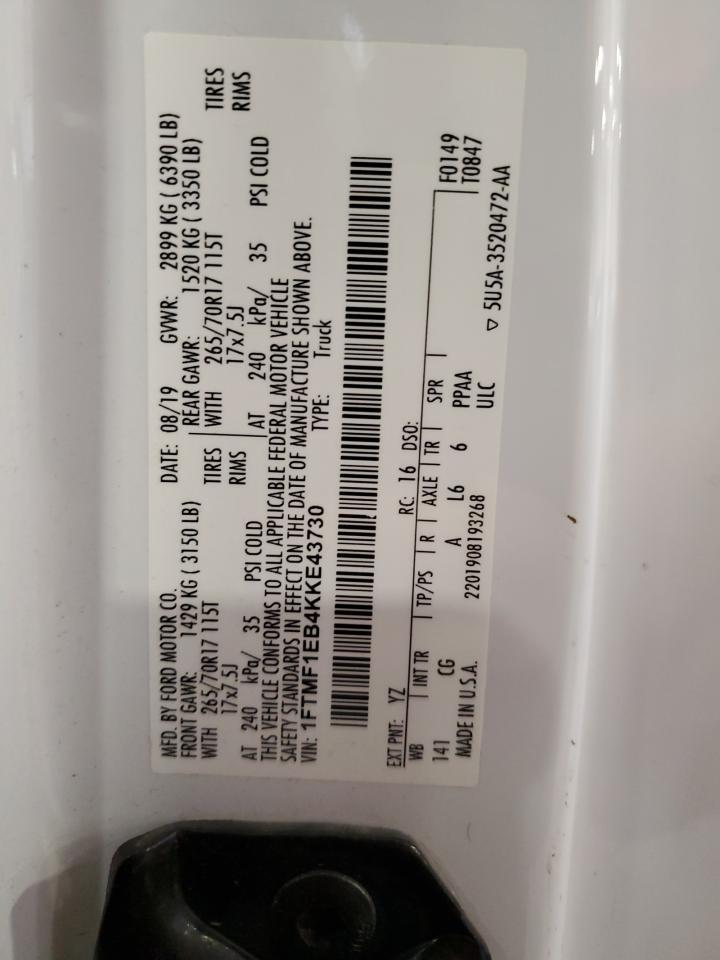 MFD. BY FORD MOTOR CO. DATE: 08/19 GVWR: 2899 KG ( 6390 LB)
FRONT GAWR: 1429 KG ( 3150 LB) REAR GAWR: 1520 KG ( 3350 LB)
WITH 265/70R17 115T TIRES WITH 265/70R17 115T TIRES
17x7.5J RIMS 17x7.5J RIMS
AT 240 kPa/ 35 PSI COLD AT 240 kPa/ 35 PSI COLD
THIS VEHICLE CONFORMS TO ALL APPLICABLE FEDERAL MOTOR VEHICLE
SAFETY STANDARDS IN EFFECT ON THE DATE OF MANUFACTURE SHOWN ABOVE.
VIN: 1FTMF1EB4KKE43730 TYPE: Truck
EXT PNT: YZ RC: 16 DSO:
WB INT TR TP/PS R AXLE TR SPR F0149
141 CG A L6 6 PPAA T0847
MADE IN U.S.A. 2201908193268 ULC
▽ 5U5A-3520472-AA